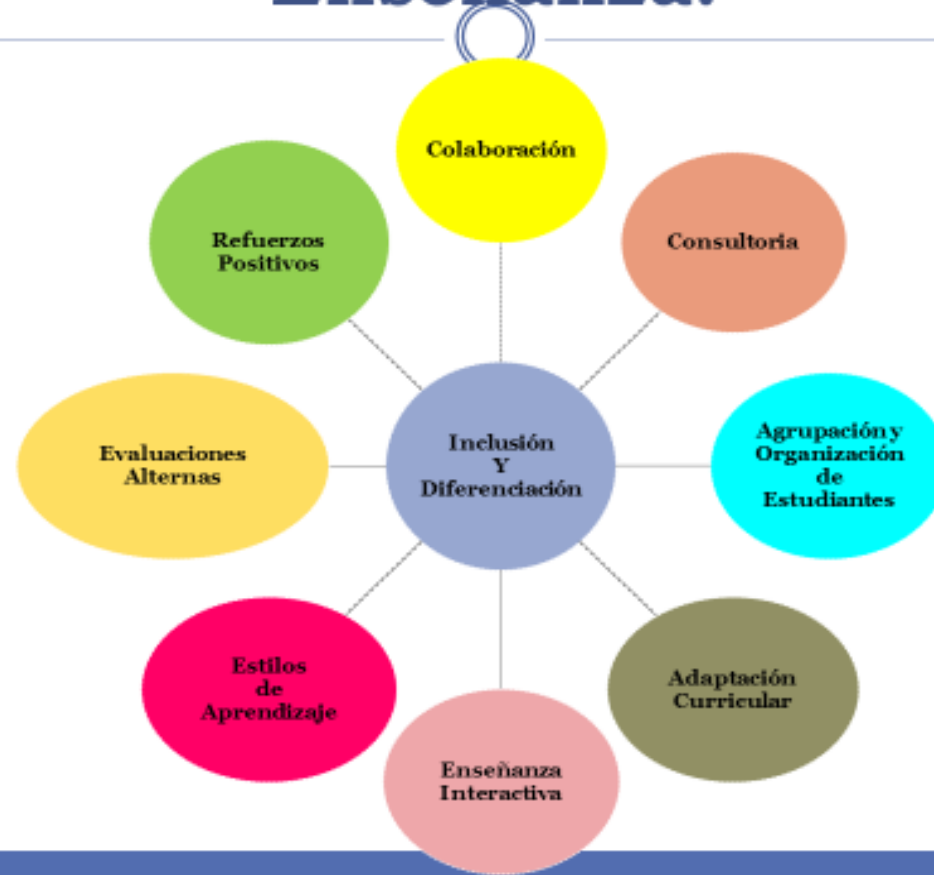 Enseñanza.
Colaboración
Refuerzos
Positivos
Consultoria
Evaluaciones
Alternas
Inclusión
Y
Diferenciación
Agrupación y
Organización
de
Estudiantes
Estilos
de
Aprendizaje
Adaptación
Curricular
Enseñanza
Interactiva